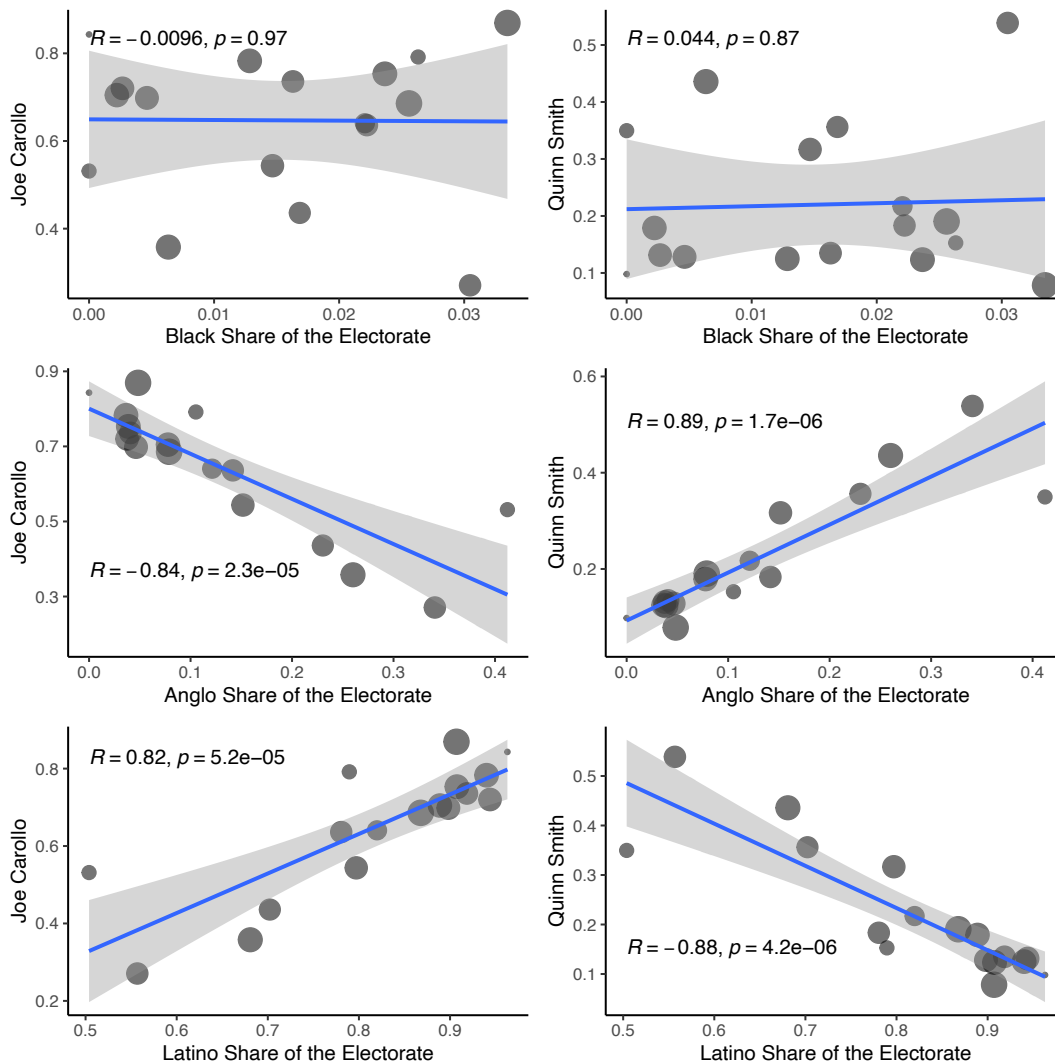 R = −0.0096, p = 0.97
0.8
0.6
0.4
Joe Carollo
0.00 0.01 0.02 0.03
Black Share of the Electorate
R = 0.044, p = 0.87
0.5
0.4
0.3
0.2
0.1
Quinn Smith
0.00 0.01 0.02 0.03
Black Share of the Electorate
0.9
0.7
0.5
0.3
Joe Carollo
R = −0.84, p = 2.3e−05
0.0 0.1 0.2 0.3 0.4
Anglo Share of the Electorate
0.6
0.4
0.2
Quinn Smith
R = 0.89, p = 1.7e−06
0.0 0.1 0.2 0.3 0.4
Anglo Share of the Electorate
R = 0.82, p = 5.2e−05
0.8
0.6
0.4
0.2
Joe Carollo
0.5 0.6 0.7 0.8 0.9
Latino Share of the Electorate
0.5
0.4
0.3
0.2
0.1
Quinn Smith
R = −0.88, p = 4.2e−06
0.5 0.6 0.7 0.8 0.9
Latino Share of the Electorate